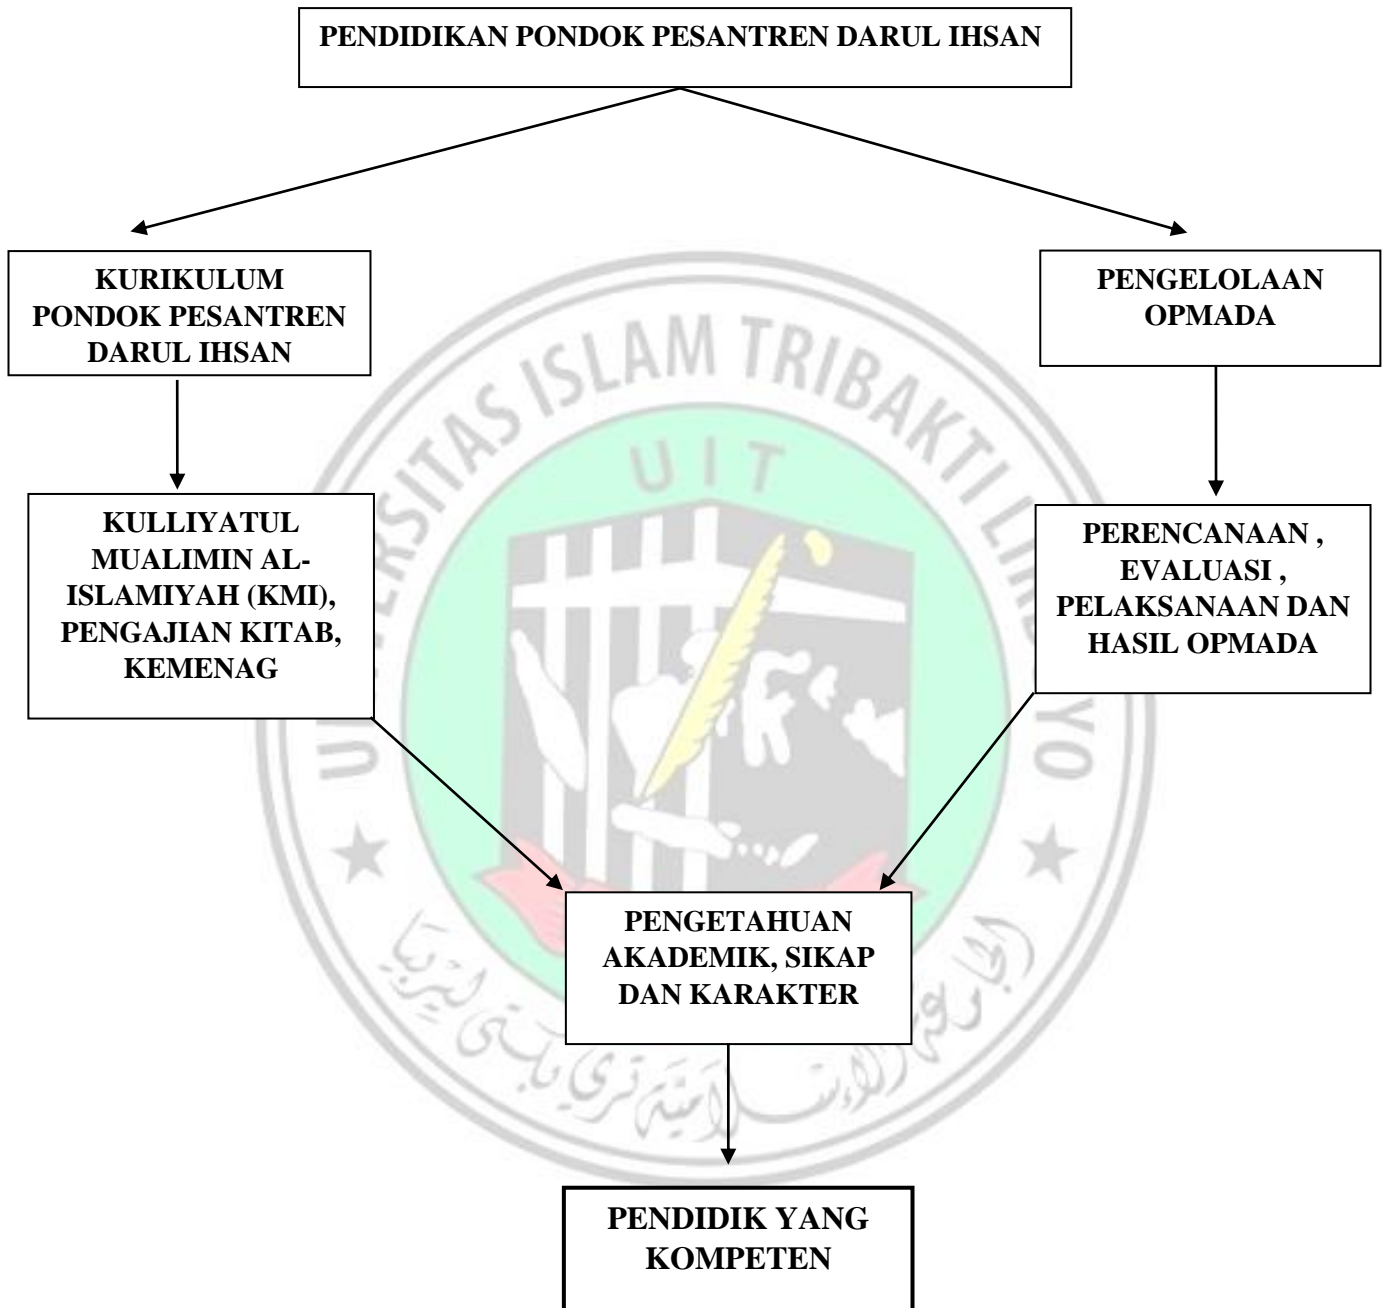 PENDIDIKAN PONDOK PESANTREN DARUL IHSAN
KURIKULUM
PONDOK PESANTREN
DARUL IHSAN
PENGELOLAAN
OPMADA
UNIVERSITAS ISLAM TRIBAKTI
UIT
KULLIYATUL
MUALIMIN AL-
ISLAMIYAH (KMI),
PENGAJIAN KITAB,
KEMENAG
PERENCANAAN ,
EVALUASI ,
PELAKSANAAN DAN
HASIL OPMADA
PENGETAHUAN
AKADEMIK, SIKAP
DAN KARAKTER
PENDIDIK YANG
KOMPETEN